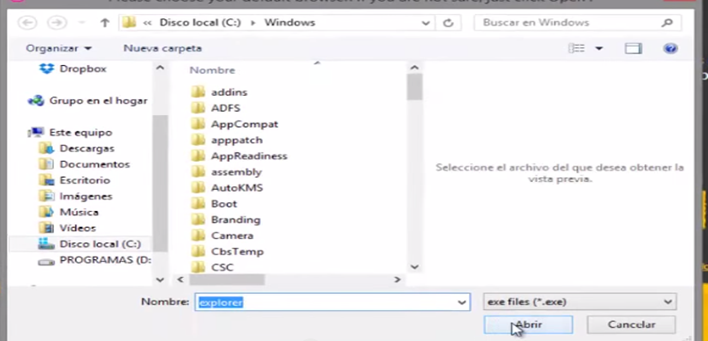 Please choose your default browser if you are not sure, just click Open !
« Disco local (C:) › Windows
Buscar en Windows
Organizar
Nueva carpeta
Dropbox
Grupo en el hogar
Este equipo
Descargas
Documentos
Escritorio
Imágenes
Música
Vídeos
Disco local (C:)
PROGRAMAS (D:
Nombre
addins
ADFS
AppCompat
apppatch
AppReadiness
assembly
AutoKMS
Boot
Branding
Camera
CbsTemp
CSC
Seleccione el archivo del que desea obtener la
vista previa.
Nombre:
explorer
exe files (*.exe)
Abrir
Cancelar